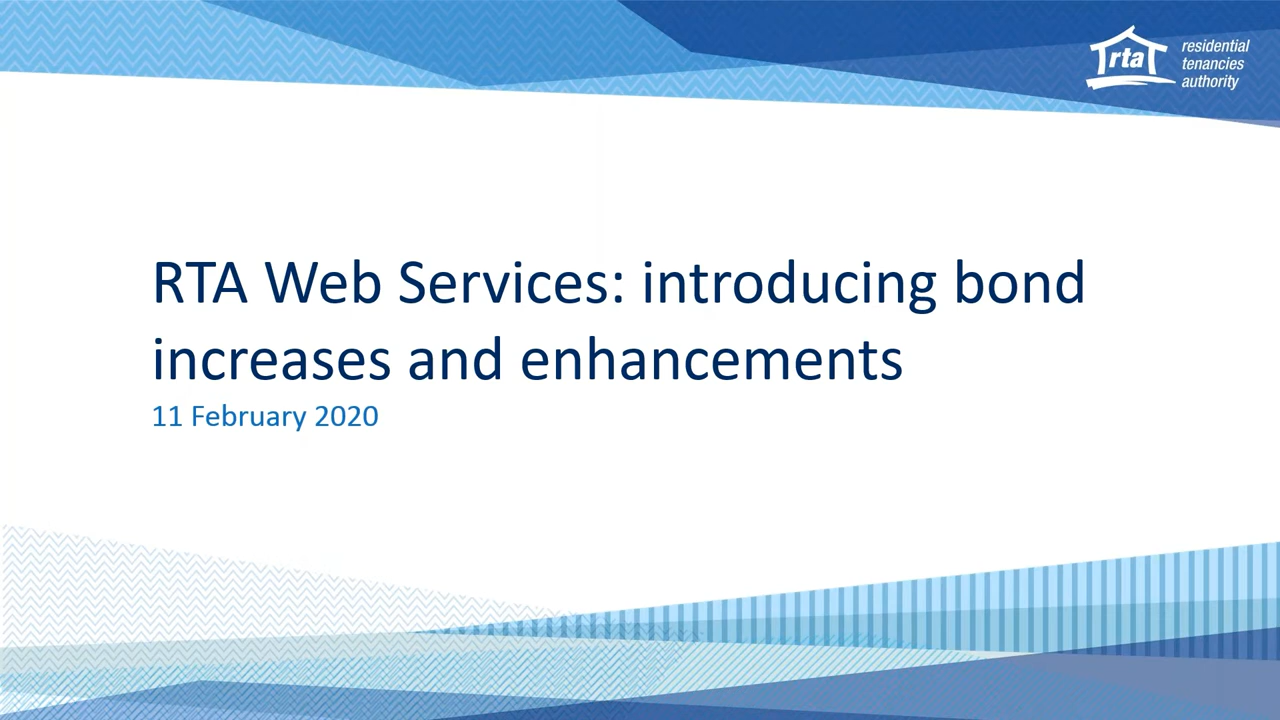 rta
residential
tenancies
authority
RTA Web Services: introducing bond
increases and enhancements
11 February 2020